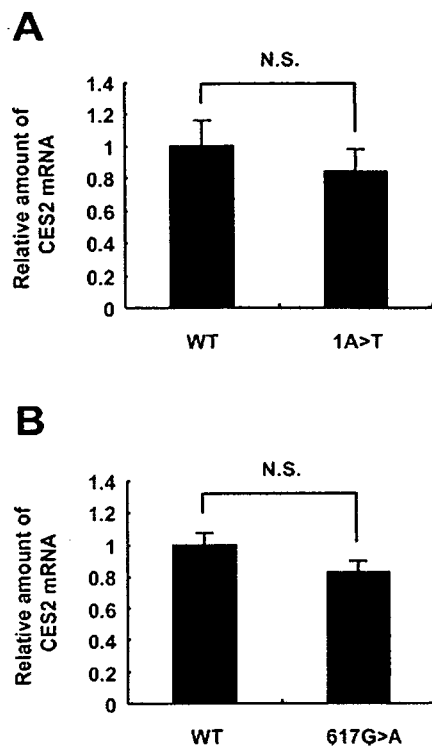 A
N.S.
1.4
1.2
1
0.8
0.6
0.4
0.2
0
Relative amount of
CES2 mRNA
WT 1A>T
B
N.S.
1.4
1.2
1
0.8
0.6
0.4
0.2
0
Relative amount of
CES2 mRNA
WT 617G>A